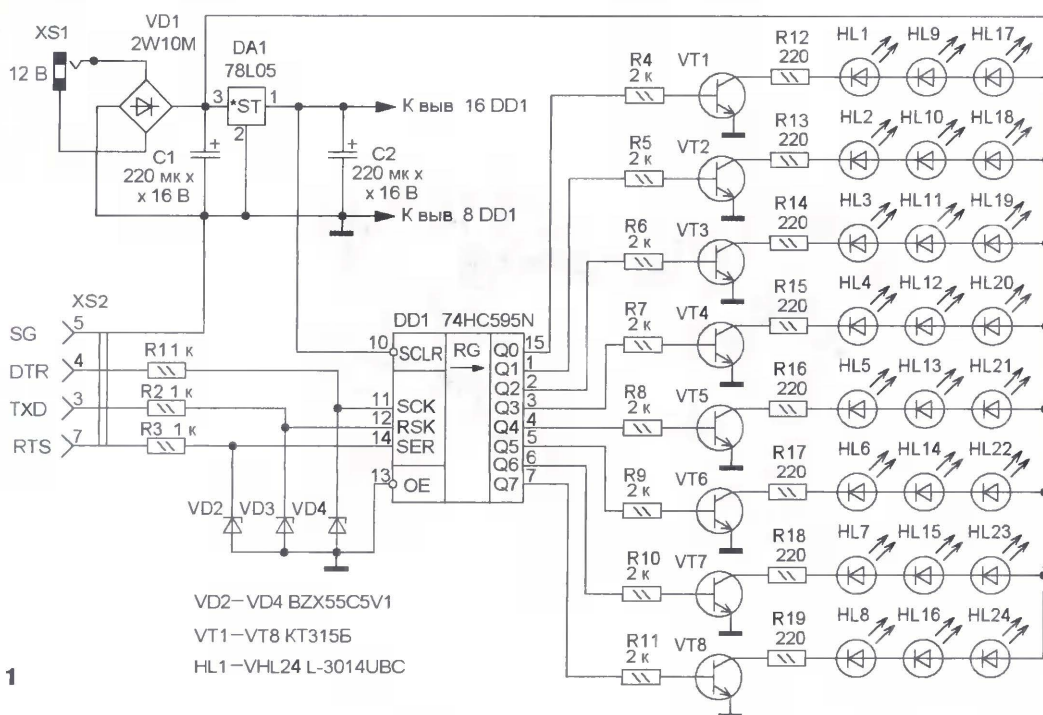 XS1
12 В
VD1
2W10M
DA1
78L05
3
*ST
1
2
К выв 16 DD1
+
C1
220 мк х
х 16 В
+
C2
220 мк х
х 16 В
К выв 8 DD1
XS2
SG
5
DTR
4
R1 1 к
TXD
3
R2 1 к
RTS
7
R3 1 к
VD2
VD3
VD4
DD1 74HC595N
10
SCLR
RG
11
SCK
12
RSK
14
SER
13
OE
Q0
15
Q1
1
Q2
2
Q3
3
Q4
4
Q5
5
Q6
6
Q7
7
R4
2 к
VT1
R12
220
HL1
HL9
HL17
R5
2 к
VT2
R13
220
HL2
HL10
HL18
R6
2 к
VT3
R14
220
HL3
HL11
HL19
R7
2 к
VT4
R15
220
HL4
HL12
HL20
R8
2 к
VT5
R16
220
HL5
HL13
HL21
R9
2 к
VT6
R17
220
HL6
HL14
HL22
R10
2 к
VT7
R18
220
HL7
HL15
HL23
R11
2 к
VT8
R19
220
HL8
HL16
HL24
VD2–VD4 BZX55C5V1
VT1–VT8 КТ315Б
HL1–VHL24 L-3014UBC
1